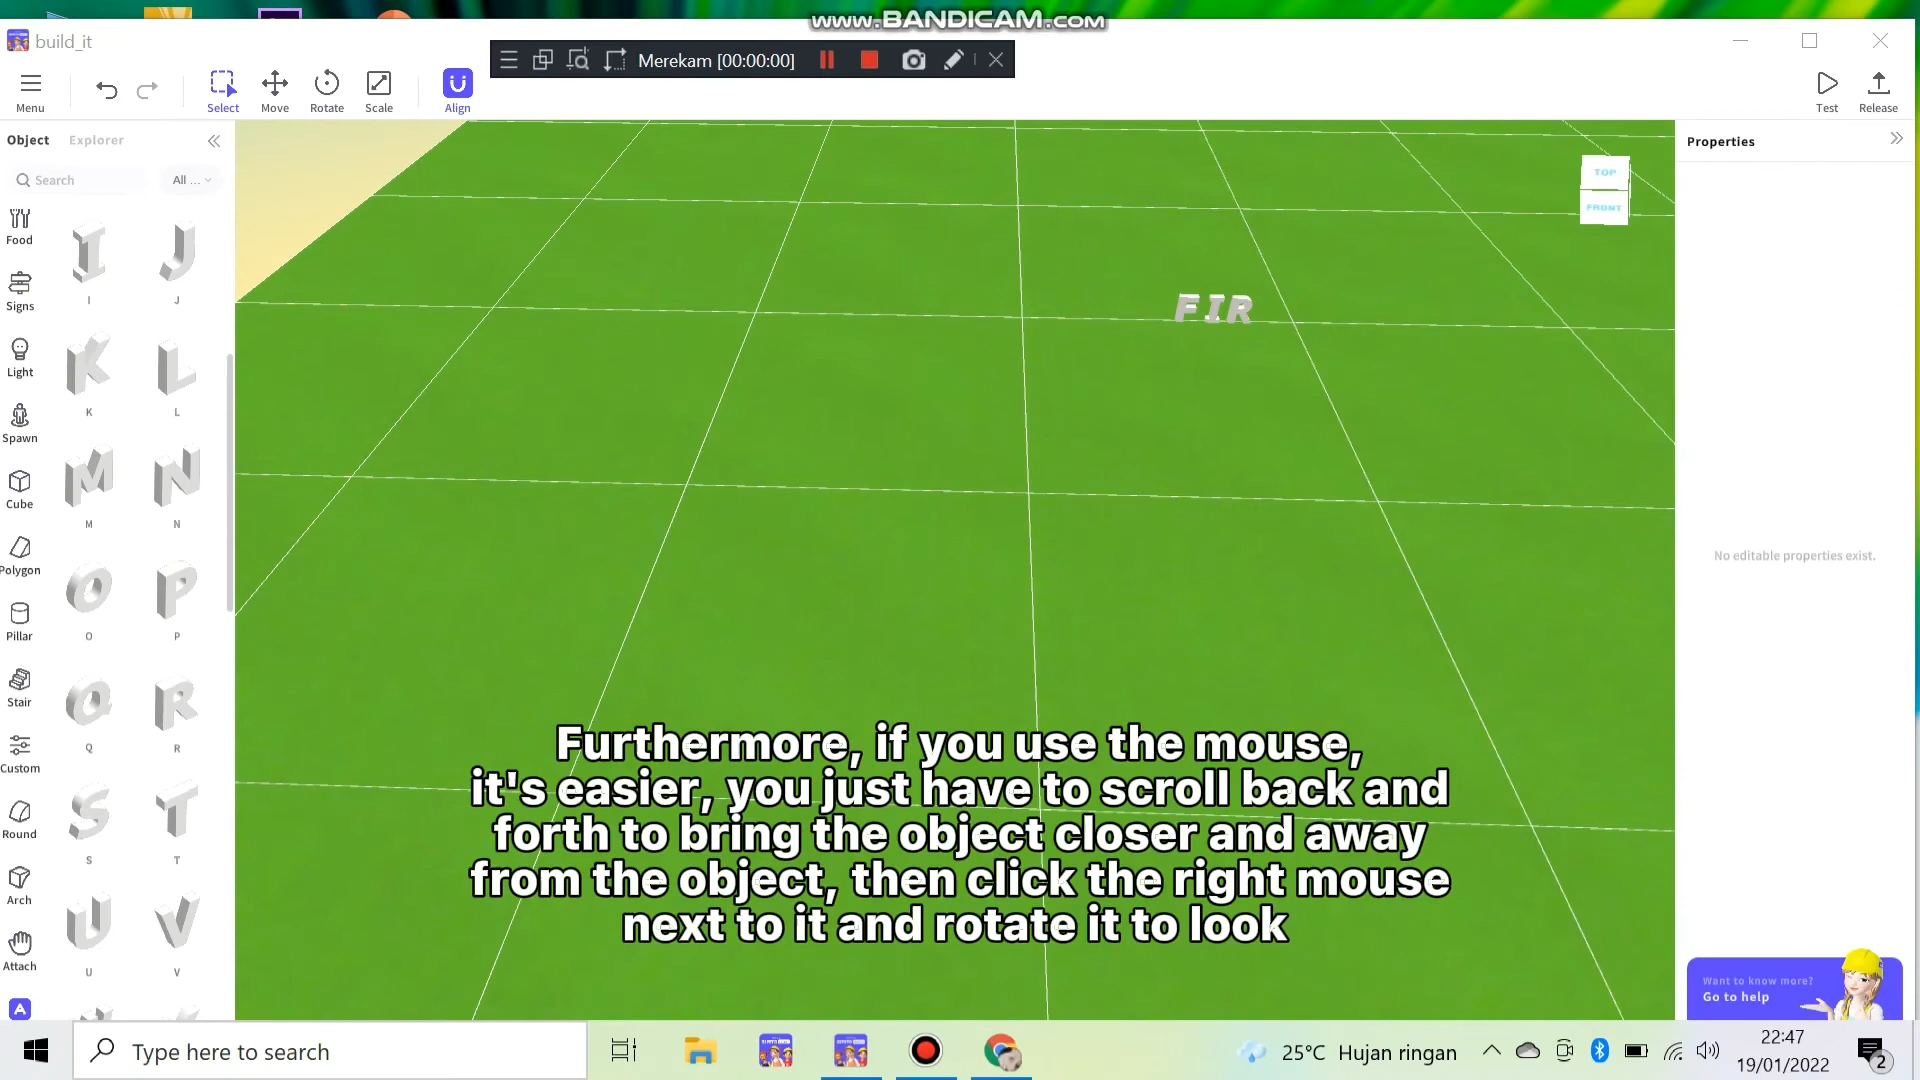 www.BANDICAM.com
build_it
Merekam [00:00:00]
Menu
Select
Move
Rotate
Scale
Align
Test
Release
Object
Explorer
Search
All ...
Properties
TOP
FRONT
Food
Signs
Light
Spawn
Cube
Polygon
Pillar
Stair
Custom
Round
Arch
Attach
A
I
J
I
J
K
L
K
L
M
N
M
N
O
P
O
P
Q
R
Q
R
S
T
S
T
U
V
U
V
FIR
No editable properties exist.
Furthermore, if you use the mouse,
it's easier, you just have to scroll back and
forth to bring the object closer and away
from the object, then click the right mouse
next to it and rotate it to look
Want to know more?
Go to help
Type here to search
25°C Hujan ringan
22:47
19/01/2022
2